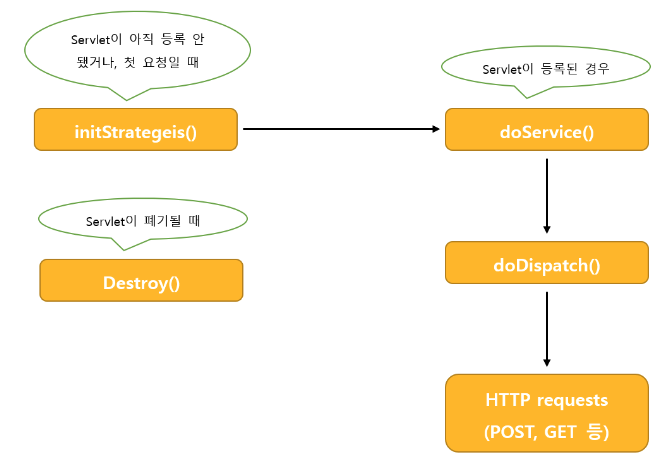 Servlet이 아직 등록 안
됐거나, 첫 요청일 때
initStrategeis()
Servlet이 등록된 경우
doService()
Servlet이 폐기될 때
Destroy()
doDispatch()
HTTP requests
(POST, GET 등)